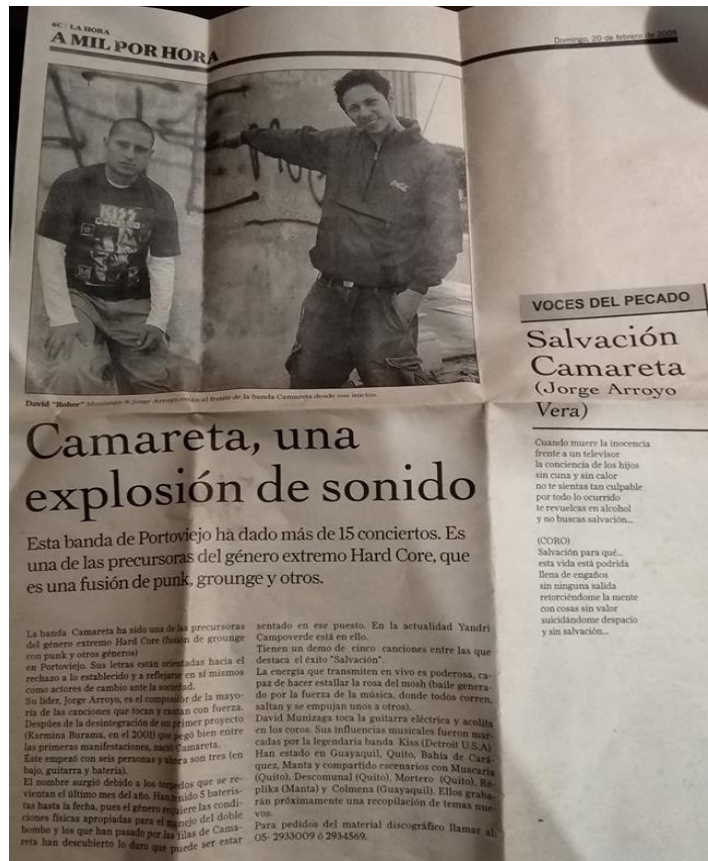 6C | LA HORA
A MIL POR HORA
Domingo, 20 de febrero de
KISS
David "Rober" Munizaga & Jorge Arroyo están al frente de la banda Camareta desde sus inicios.
Camareta, una
explosión de sonido
Esta banda de Portoviejo ha dado más de 15 conciertos. Es
una de las precursoras del género extremo Hard Core, que
es una fusión de punk, grounge y otros.
La banda Camareta ha sido una de las precursoras
del género extremo Hard Core (fusión de grounge
con punk y otros géneros)
en Portoviejo. Sus letras están orientadas hacia el
rechazo a lo establecido y a reflejarse en sí mismos
como actores de cambio ante la sociedad.
Su líder, Jorge Arroyo, es el compositor de la mayo-
ría de las canciones que tocan y cantan con fuerza.
Despúes de la desintegración de un primer proyecto
(Karmina Burama, en el 2001) que pegó bien entre
las primeras manifestaciones, nació Camareta.
Éste empezó con seis personas y ahora son tres (en
bajo, guitarra y batería).
El nombre surgió debido a los torpedos que se re-
vientan el último mes del año. Han tenido 5 bateris-
tas hasta la fecha, pues el género requiere las condi-
ciones físicas apropiadas para el manejo del doble
bombo y los que han pasado por las filas de Cama-
reta han descubierto lo duro que puede ser estar
sentado en ese puesto. En la actualidad Yandri
Campoverde está en ello.
Tienen un demo de cinco canciones entre las que
destaca el éxito "Salvación".
La energía que transmiten en vivo es poderosa, ca-
paz de hacer estallar la rosa del mosh (baile genera-
do por la fuerza de la música, donde todos corren,
saltan y se empujan unos a otros).
David Munizaga toca la guitarra eléctrica y acolita
en los coros. Sus influencias musicales fueron mar-
cadas por la legendaria banda Kiss (Detroit U.S.A)
Han estado en Guayaquil, Quito, Bahía de Cará-
quez, Manta y compartido escenarios con Muscaria
(Quito), Descomunal (Quito), Mortero (Quito), Ré-
plika (Manta) y Colmena (Guayaquil). Ellos graba-
rán próximamente una recopilación de temas nue-
vos.
Para pedidos del material discográfico llamar al:
05- 2933009 ó 2934569.
VOCES DEL PECADO
Salvación
Camareta
(Jorge Arroyo
Vera)
Cuando muere la inocencia
frente a un televisor
la conciencia de los hijos
sin cuna y sin calor
no te sientas tan culpable
por todo lo ocurrido
te revuelcas en alcohol
y no buscas salvación...
(CORO)
Salvación para qué...
esta vida está podrida
llena de engaños
sin ninguna salida
retorciéndome la mente
con cosas sin valor
suicidándome despacio
y sin salvación...